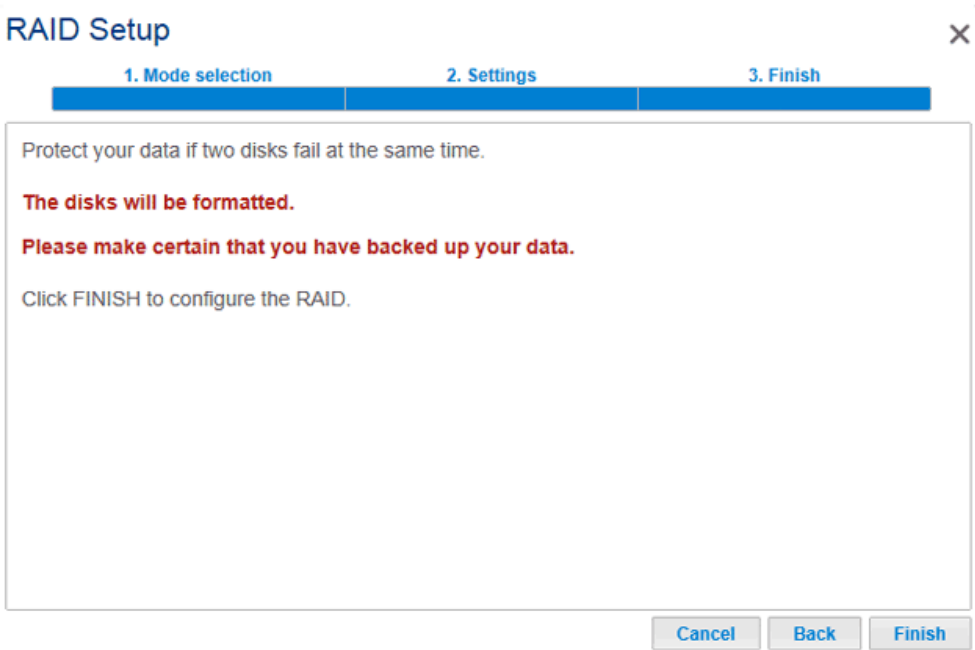 RAID Setup
1. Mode selection 2. Settings 3. Finish
Protect your data if two disks fail at the same time.
The disks will be formatted.
Please make certain that you have backed up your data.
Click FINISH to configure the RAID.
Cancel Back Finish